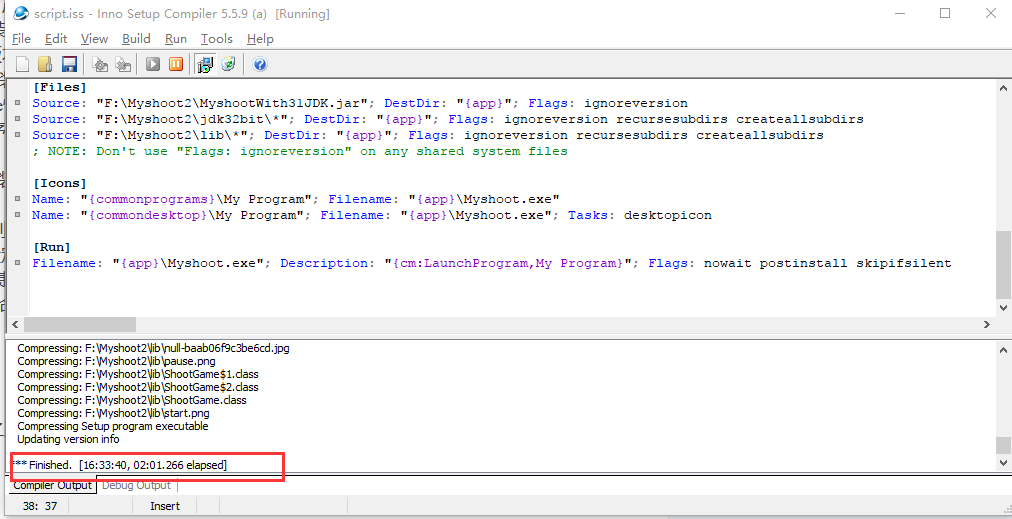 script.iss - Inno Setup Compiler 5.5.9 (a) [Running]
File Edit View Build Run Tools Help
[Files]
Source: "F:\Myshoot2\MyshootWith31JDK.jar"; DestDir: "{app}"; Flags: ignoreversion
Source: "F:\Myshoot2\jdk32bit\*"; DestDir: "{app}"; Flags: ignoreversion recursesubdirs createallsubdirs
Source: "F:\Myshoot2\lib\*"; DestDir: "{app}"; Flags: ignoreversion recursesubdirs createallsubdirs
; NOTE: Don't use "Flags: ignoreversion" on any shared system files
[Icons]
Name: "{commonprograms}\My Program"; Filename: "{app}\Myshoot.exe"
Name: "{commondesktop}\My Program"; Filename: "{app}\Myshoot.exe"; Tasks: desktopicon
[Run]
Filename: "{app}\Myshoot.exe"; Description: "{cm:LaunchProgram,My Program}"; Flags: nowait postinstall skipifsilent
Compressing: F:\Myshoot2\lib\null-baab06f9c3be6cd.jpg
Compressing: F:\Myshoot2\lib\pause.png
Compressing: F:\Myshoot2\lib\ShootGame$1.class
Compressing: F:\Myshoot2\lib\ShootGame$2.class
Compressing: F:\Myshoot2\lib\ShootGame.class
Compressing: F:\Myshoot2\lib\start.png
Compressing Setup program executable
Updating version info
*** Finished. [16:33:40, 02:01.266 elapsed]
Compiler Output Debug Output
38: 37 Insert